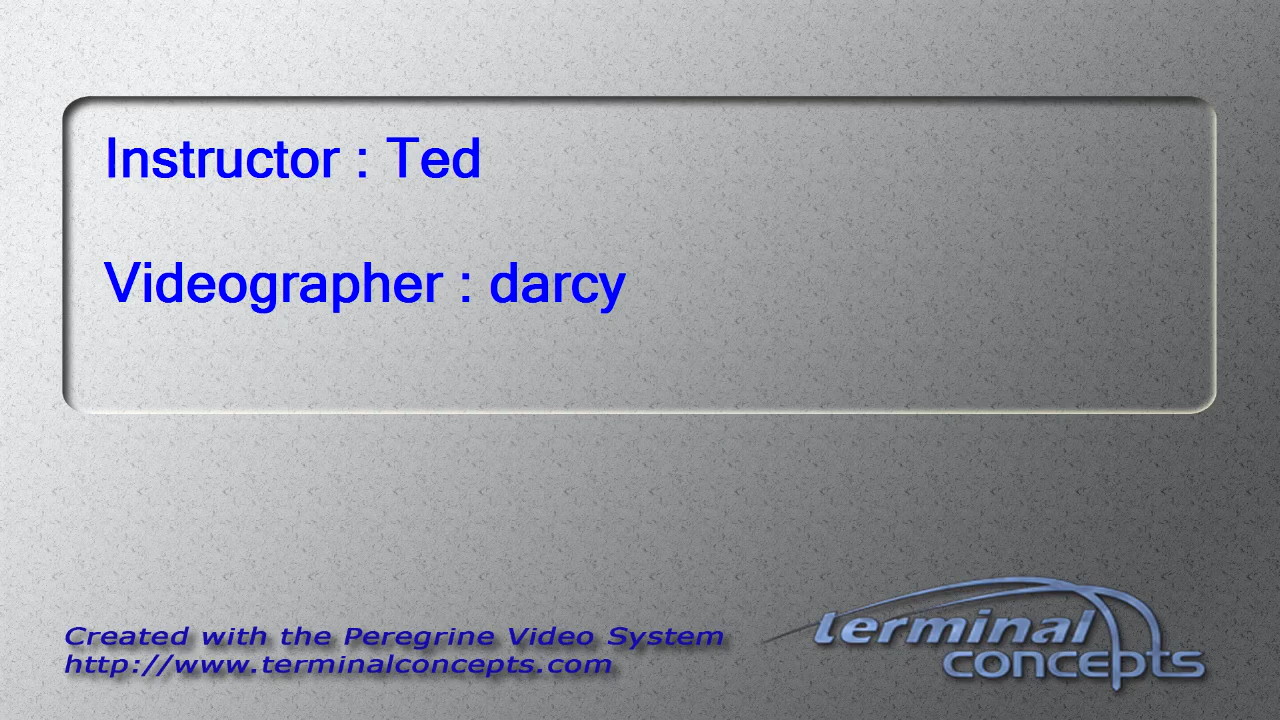 Instructor : Ted
Videographer : darcy
Created with the Peregrine Video System
http://www.terminalconcepts.com
terminal
concepts